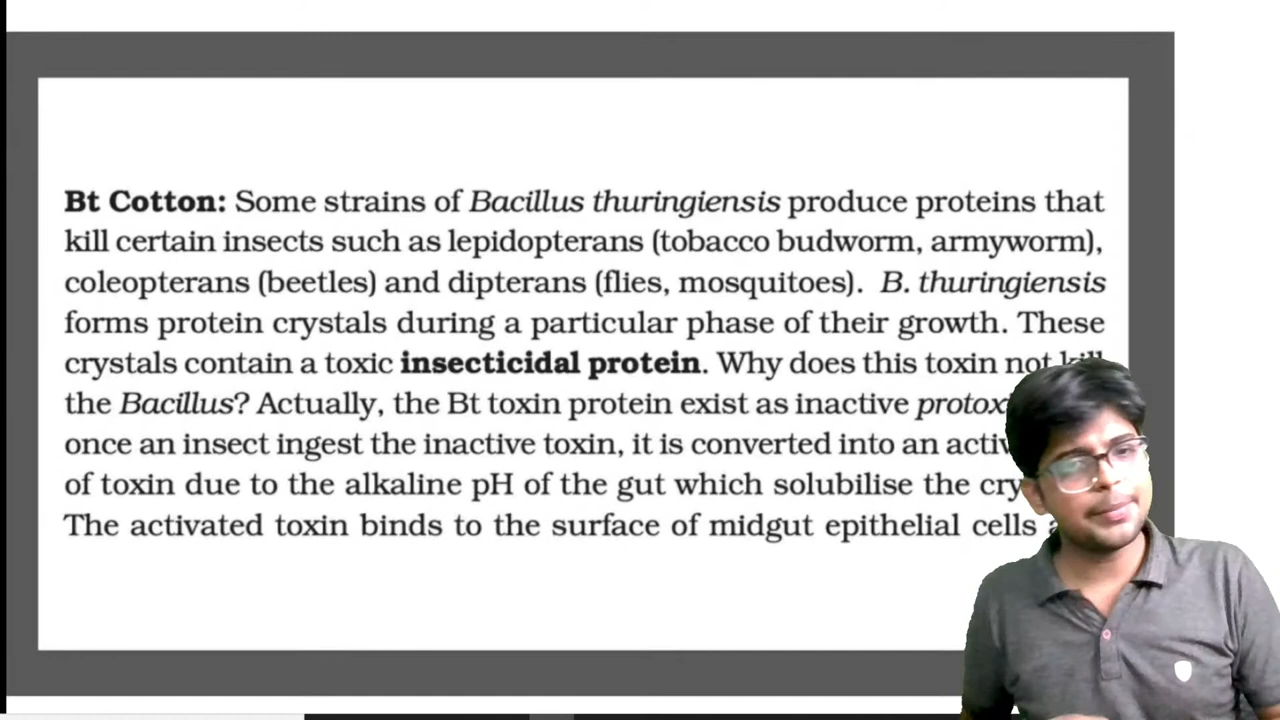 Bt Cotton: Some strains of Bacillus thuringiensis produce proteins that
kill certain insects such as lepidopterans (tobacco budworm, armyworm),
coleopterans (beetles) and dipterans (flies, mosquitoes). B. thuringiensis
forms protein crystals during a particular phase of their growth. These
crystals contain a toxic insecticidal protein. Why does this toxin not kill
the Bacillus? Actually, the Bt toxin protein exist as inactive
once an insect ingest the inactive toxin, it is converted into an
of toxin due to the alkaline pH of the gut which solubilise the
The activated toxin binds to the surface of midgut epithelial cells